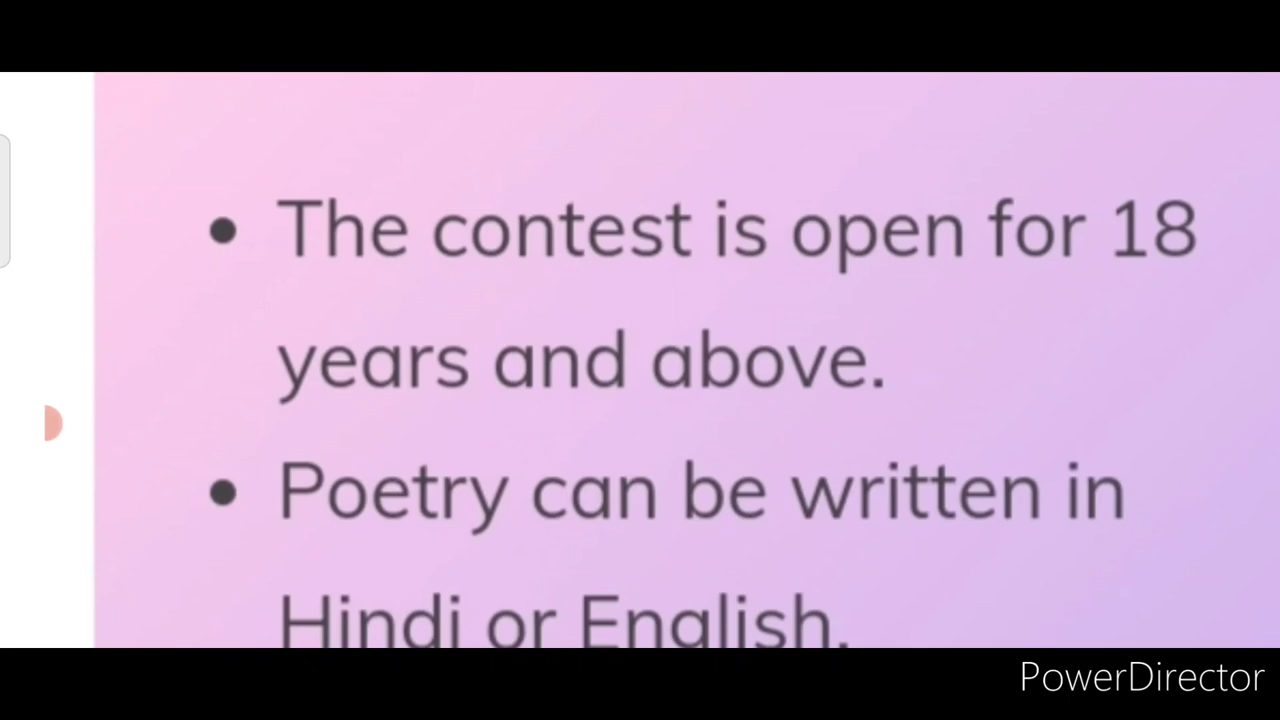 • The contest is open for 18
years and above.
• Poetry can be written in
Hindi or English.
PowerDirector